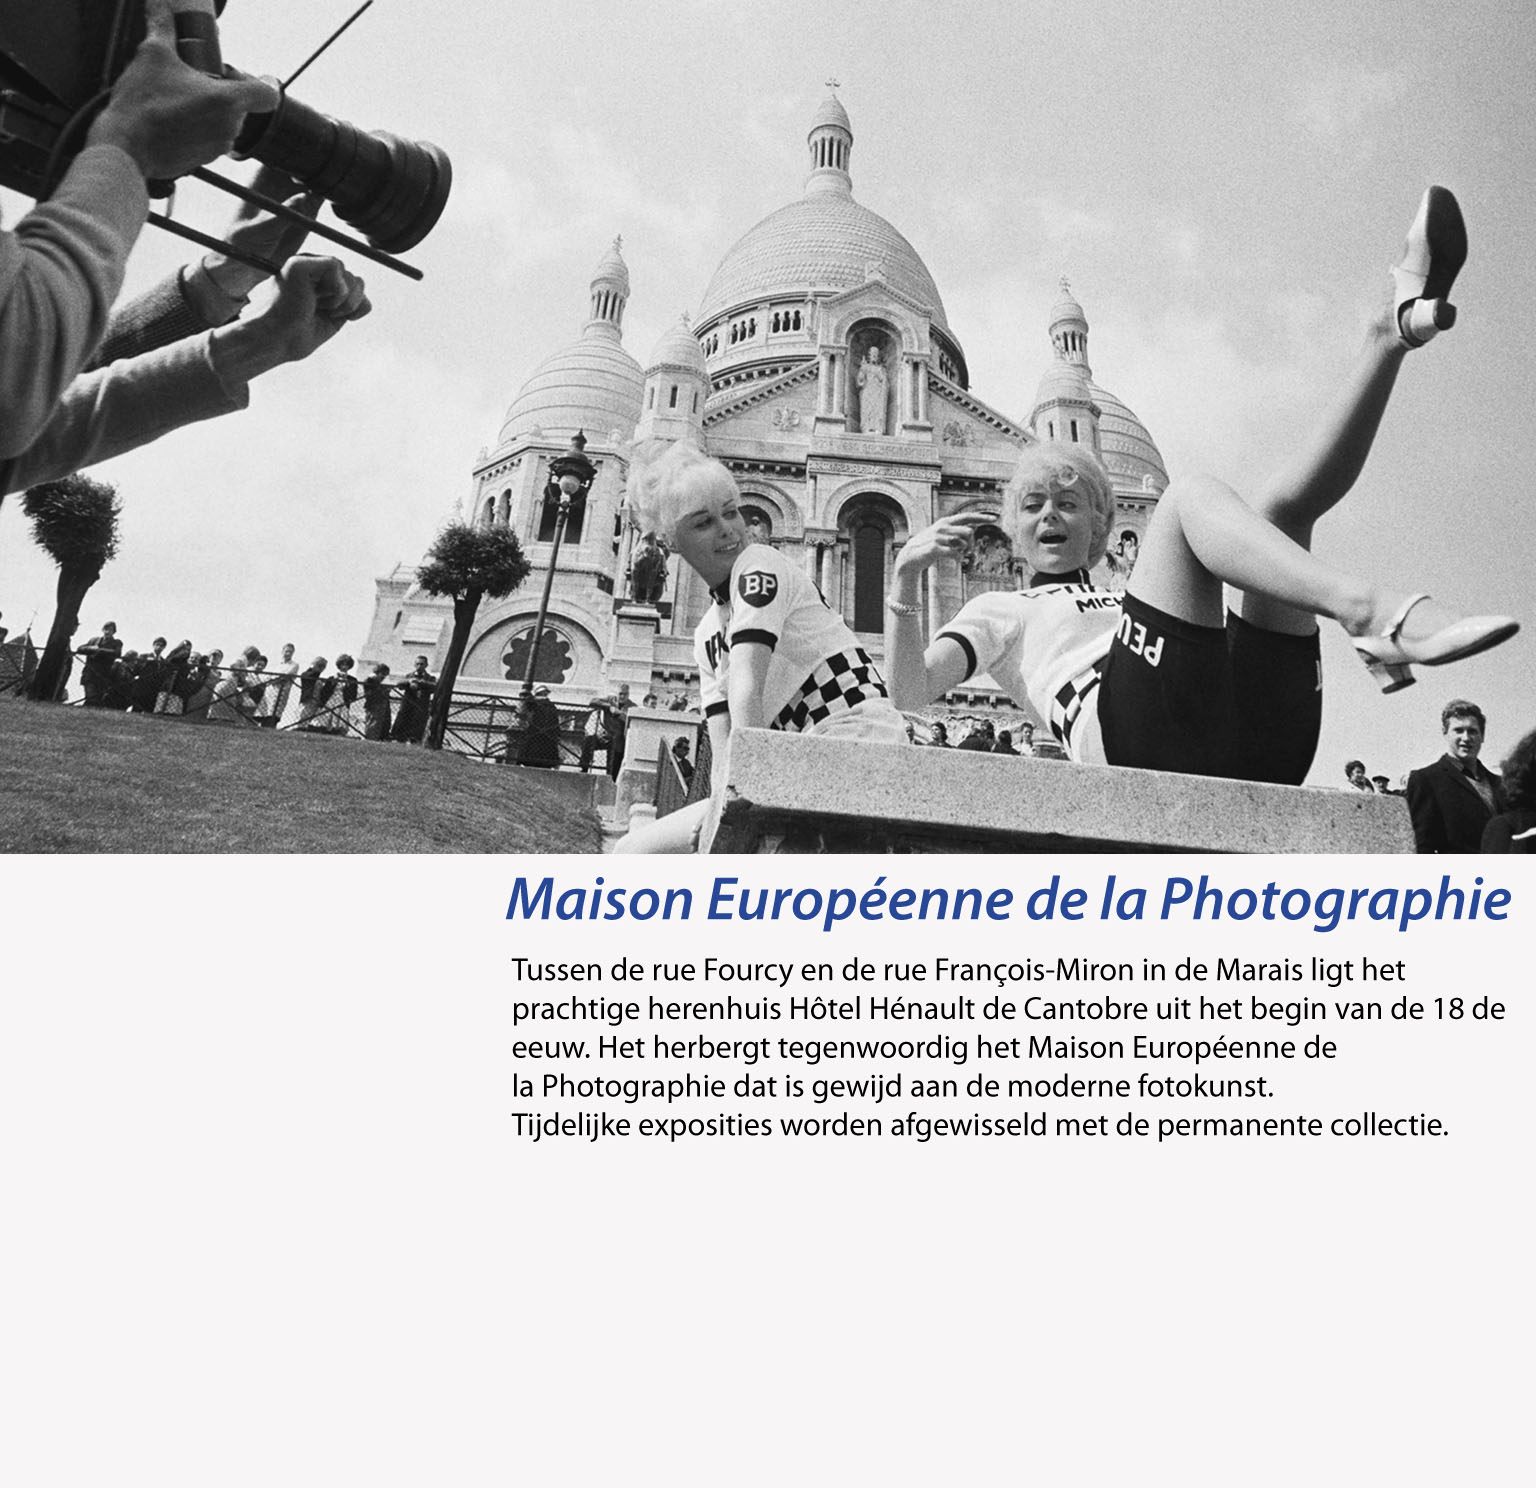 BP
MICH
PEU
Maison Européenne de la Photographie
Tussen de rue Fourcy en de rue François-Miron in de Marais ligt het
prachtige herenhuis Hôtel Hénault de Cantobre uit het begin van de 18 de
eeuw. Het herbergt tegenwoordig het Maison Européenne de
la Photographie dat is gewijd aan de moderne fotokunst.
Tijdelijke exposities worden afgewisseld met de permanente collectie.